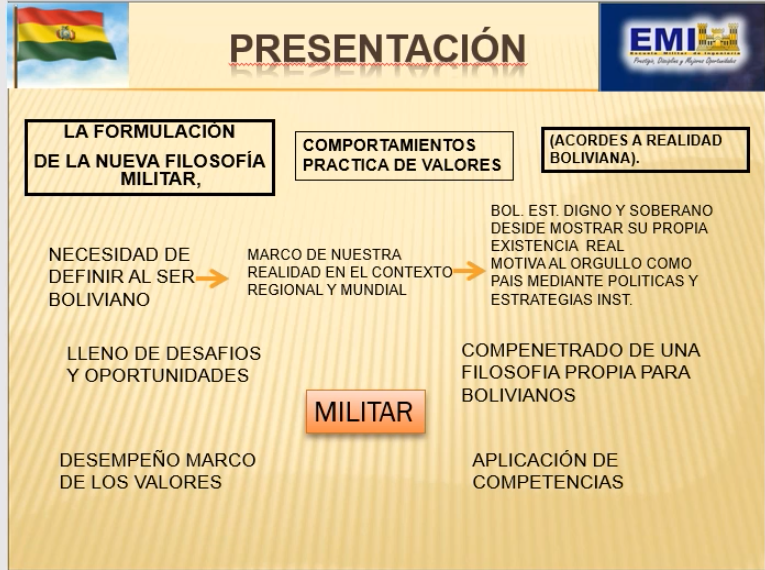 PRESENTACIÓN
EMI
Escuela Militar de Ingeniería
Prestigio, Disciplina y Mejores Oportunidades
LA FORMULACIÓN
DE LA NUEVA FILOSOFÍA
MILITAR,
COMPORTAMIENTOS
PRACTICA DE VALORES
(ACORDES A REALIDAD
BOLIVIANA).
NECESIDAD DE
DEFINIR AL SER
BOLIVIANO
MARCO DE NUESTRA
REALIDAD EN EL CONTEXTO
REGIONAL Y MUNDIAL
BOL. EST. DIGNO Y SOBERANO
DESIDE MOSTRAR SU PROPIA
EXISTENCIA REAL
MOTIVA AL ORGULLO COMO
PAIS MEDIANTE POLITICAS Y
ESTRATEGIAS INST.
LLENO DE DESAFIOS
Y OPORTUNIDADES
COMPENETRADO DE UNA
FILOSOFIA PROPIA PARA
BOLIVIANOS
MILITAR
DESEMPEÑO MARCO
DE LOS VALORES
APLICACIÓN DE
COMPETENCIAS